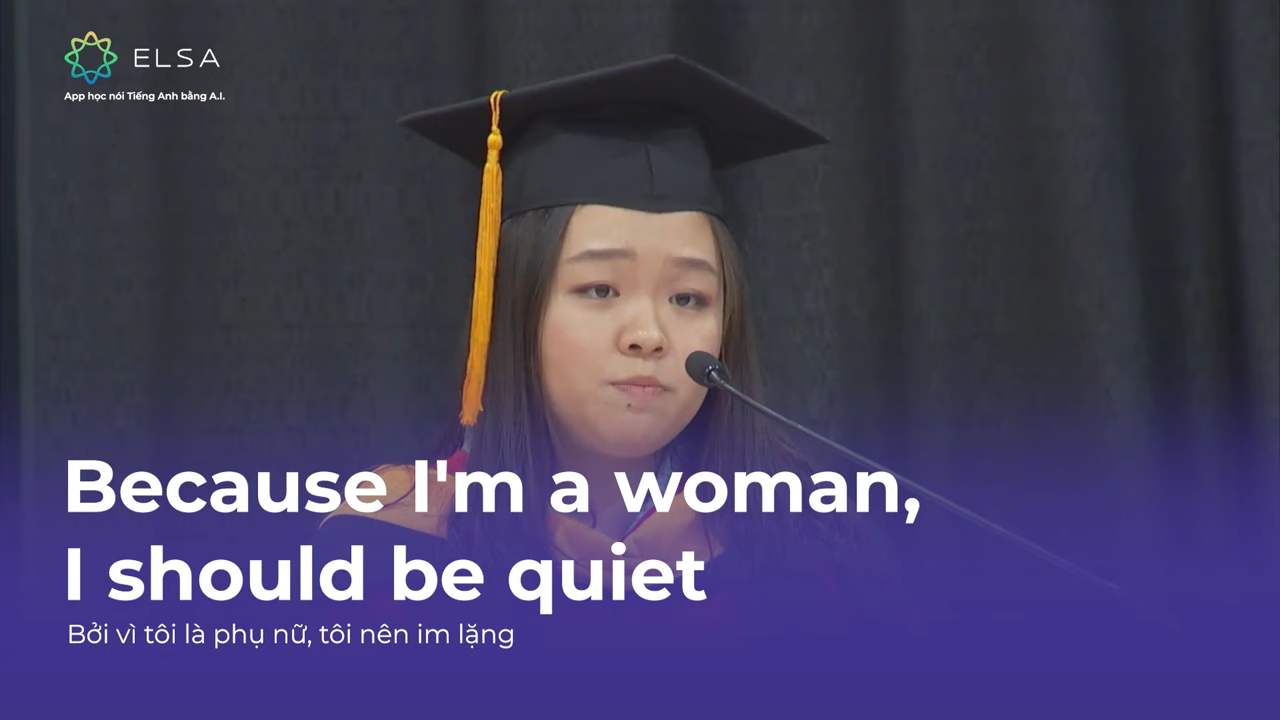 ELSA
App học nói Tiếng Anh bằng A.I.
Because I'm a woman,
I should be quiet
Bởi vì tôi là phụ nữ, tôi nên im lặng